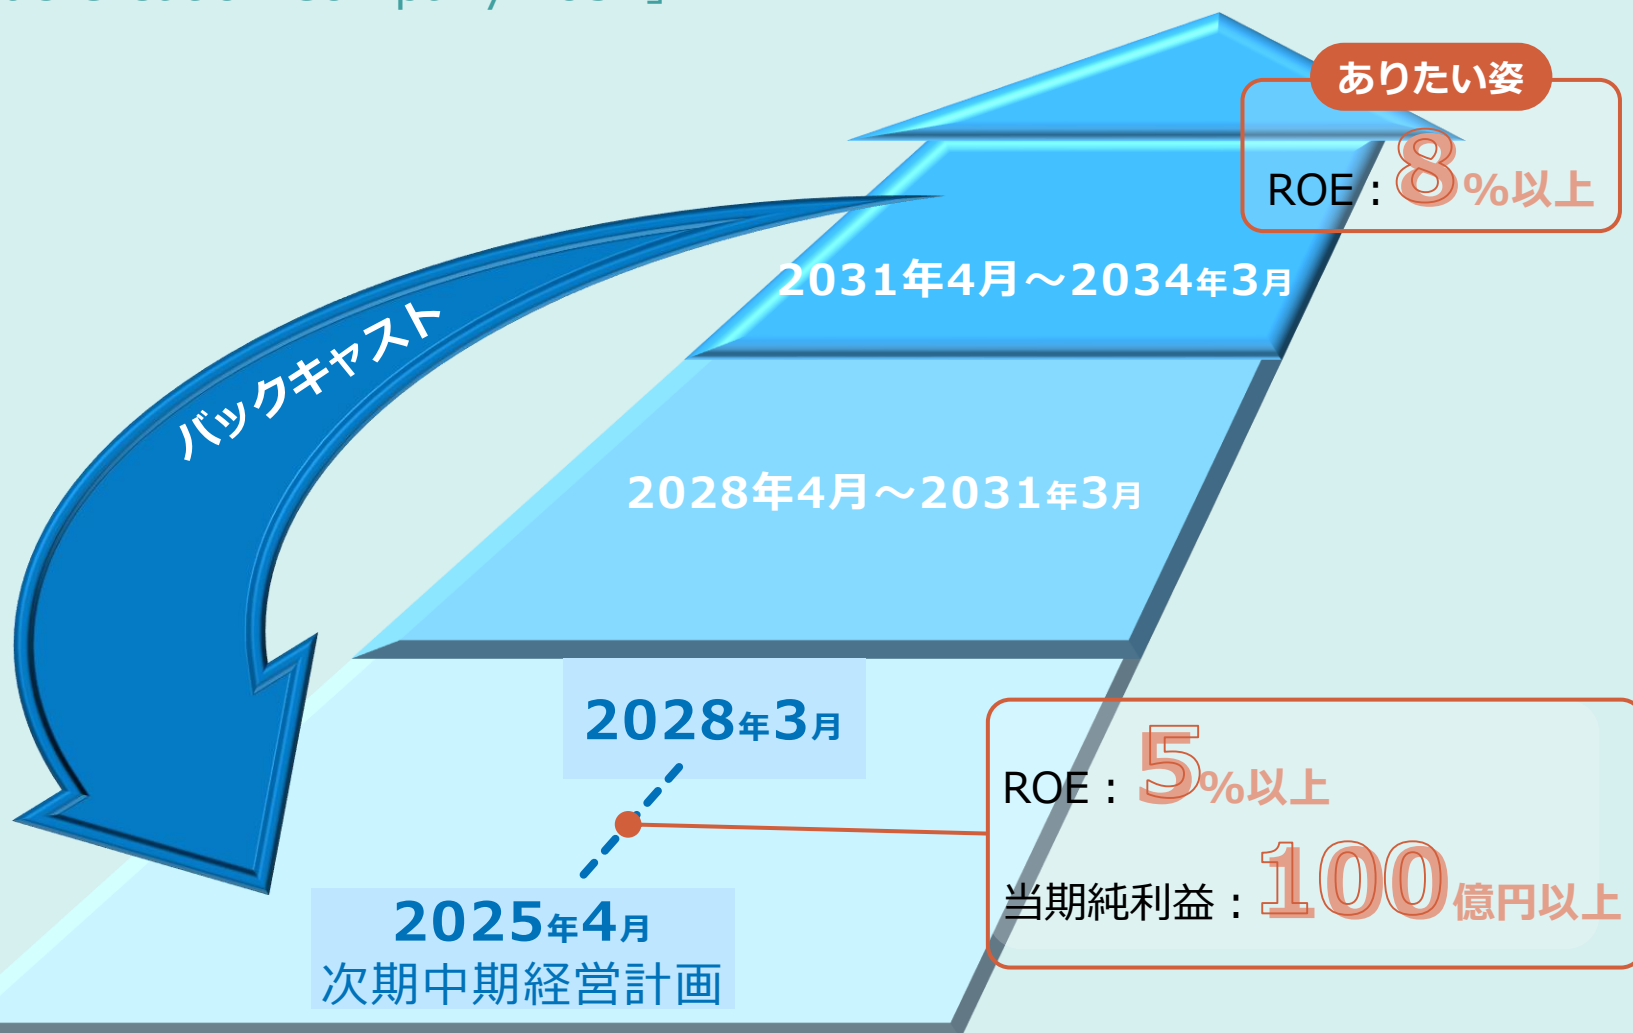 ありたい姿
ROE：8%以上
2031年4月～2034年3月
バックキャスト
2028年4月～2031年3月
2028年3月
ROE：5%以上
当期純利益：100億円以上
2025年4月
次期中期経営計画